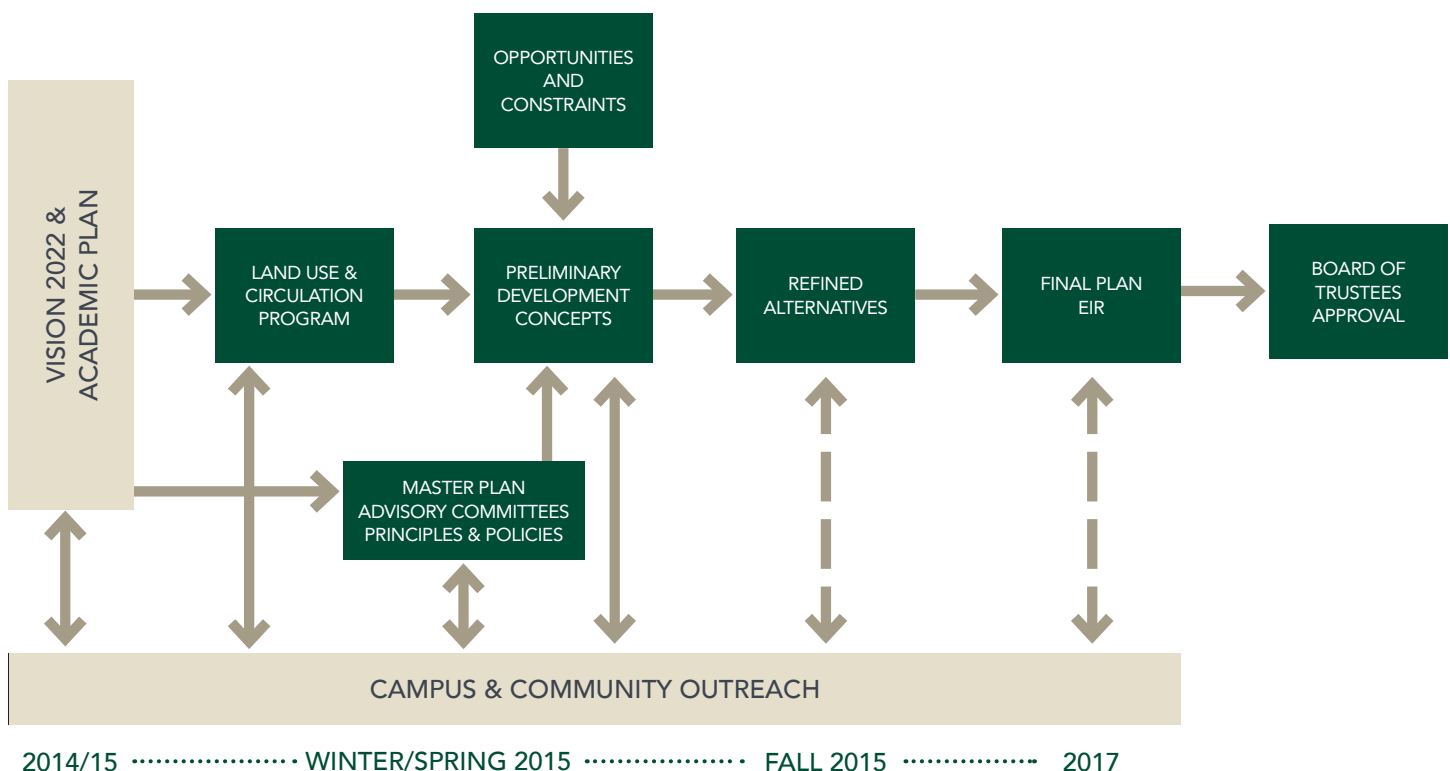 OPPORTUNITIES
AND
CONSTRAINTS
VISION 2022 &
ACADEMIC PLAN
LAND USE &
CIRCULATION
PROGRAM
PRELIMINARY
DEVELOPMENT
CONCEPTS
REFINED
ALTERNATIVES
FINAL PLAN
EIR
BOARD OF
TRUSTEES
APPROVAL
MASTER PLAN
ADVISORY COMMITTEES
PRINCIPLES & POLICIES
CAMPUS & COMMUNITY OUTREACH
2014/15 WINTER/SPRING 2015 FALL 2015 2017